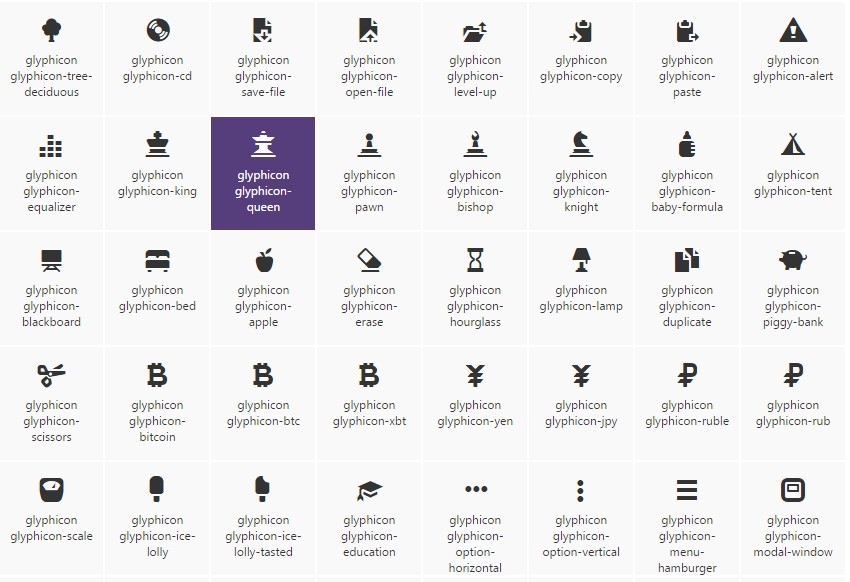 glyphicon
glyphicon-tree-
deciduous
glyphicon
glyphicon-cd
glyphicon
glyphicon-
save-file
glyphicon
glyphicon-
open-file
glyphicon
glyphicon-
level-up
glyphicon
glyphicon-copy
glyphicon
glyphicon-
paste
glyphicon
glyphicon-alert
glyphicon
glyphicon-
equalizer
glyphicon
glyphicon-king
glyphicon
glyphicon-
queen
glyphicon
glyphicon-
pawn
glyphicon
glyphicon-
bishop
glyphicon
glyphicon-
knight
glyphicon
glyphicon-
baby-formula
glyphicon
glyphicon-tent
glyphicon
glyphicon-
blackboard
glyphicon
glyphicon-bed
glyphicon
glyphicon-
apple
glyphicon
glyphicon-
erase
glyphicon
glyphicon-
hourglass
glyphicon
glyphicon-lamp
glyphicon
glyphicon-
duplicate
glyphicon
glyphicon-
piggy-bank
glyphicon
glyphicon-
scissors
glyphicon
glyphicon-
bitcoin
glyphicon
glyphicon-btc
glyphicon
glyphicon-xbt
glyphicon
glyphicon-yen
glyphicon
glyphicon-jpy
glyphicon
glyphicon-ruble
glyphicon
glyphicon-rub
glyphicon
glyphicon-scale
glyphicon
glyphicon-ice-
lolly
glyphicon
glyphicon-ice-
lolly-tasted
glyphicon
glyphicon-
education
glyphicon
glyphicon-
option-
horizontal
glyphicon
glyphicon-
option-vertical
glyphicon
glyphicon-
menu-
hamburger
glyphicon
glyphicon-
modal-window